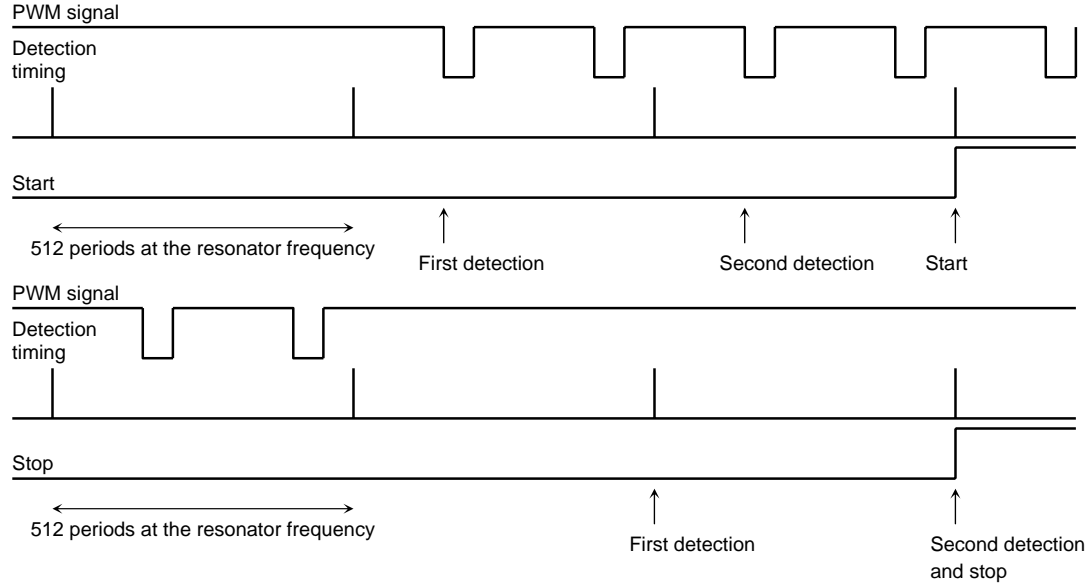 PWM signal
Detection
timing
Start
512 periods at the resonator frequency
First detection
Second detection
Start
PWM signal
Detection
timing
Stop
512 periods at the resonator frequency
First detection
Second detection
and stop